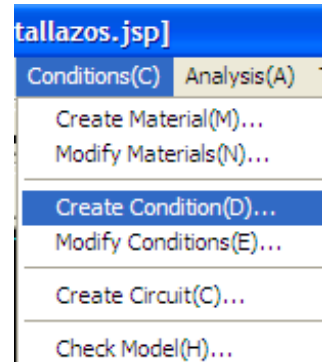 tallazos.jsp]
Conditions(C) Analysis(A)
Create Material(M)...
Modify Materials(N)...
Create Condition(D)...
Modify Conditions(E)...
Create Circuit(C)...
Check Model(H)...